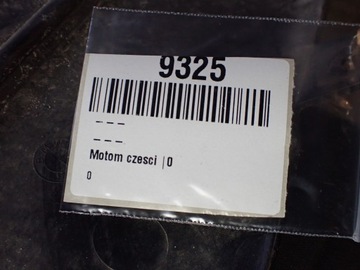 9325
---
---
Motom czesci |0
0